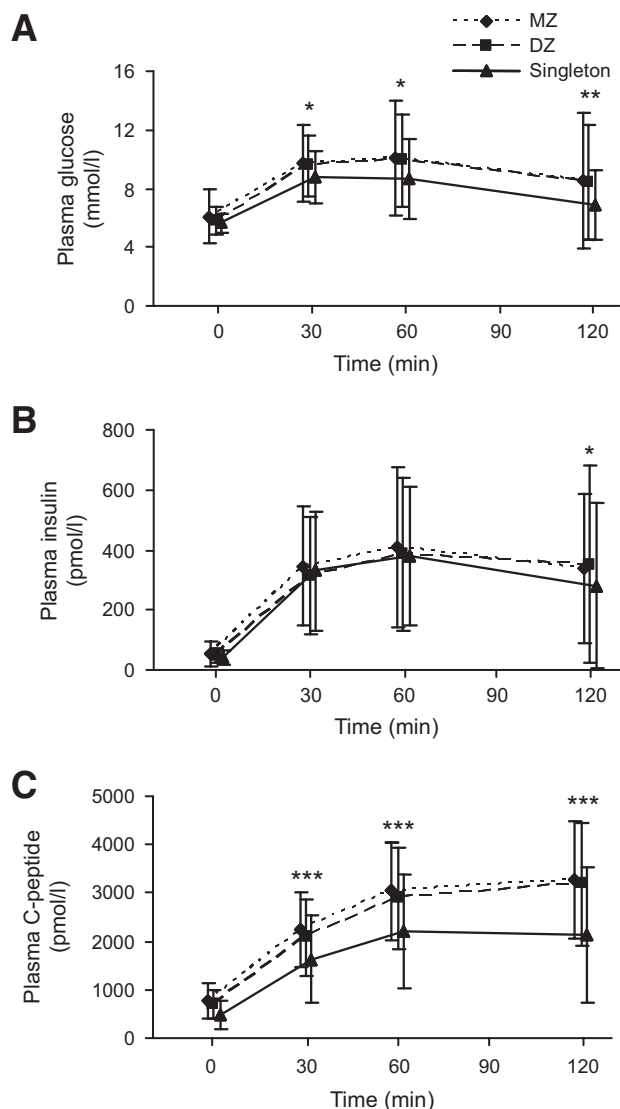 A
MZ
DZ
Singleton
Plasma glucose
(mmol/l)
16
12
8
4
0
*
*
**
0 30 60 90 120
Time (min)
B
Plasma insulin
(pmol/l)
800
600
400
200
0
*
0 30 60 90 120
Time (min)
C
Plasma C-peptide
(pmol/l)
5000
4000
3000
2000
1000
0
***
***
***
0 30 60 90 120
Time (min)